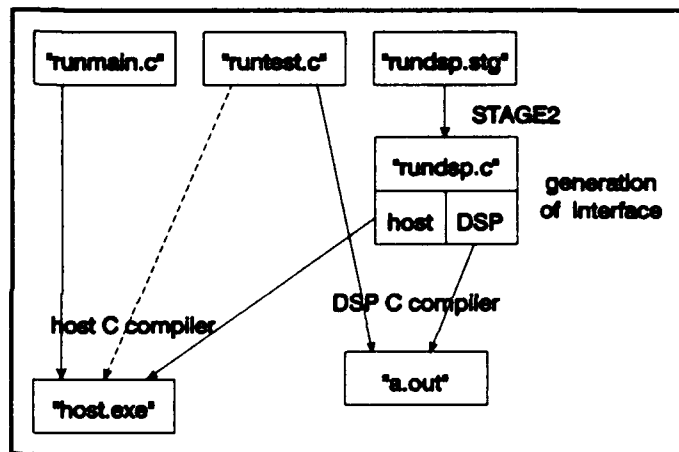 "runmain.c" "runtest.c" "rundsp.stg"
STAGE2
"rundsp.c"
generation
of interface
host DSP
DSP C compiler
host C compiler
"a.out"
"host.exe"